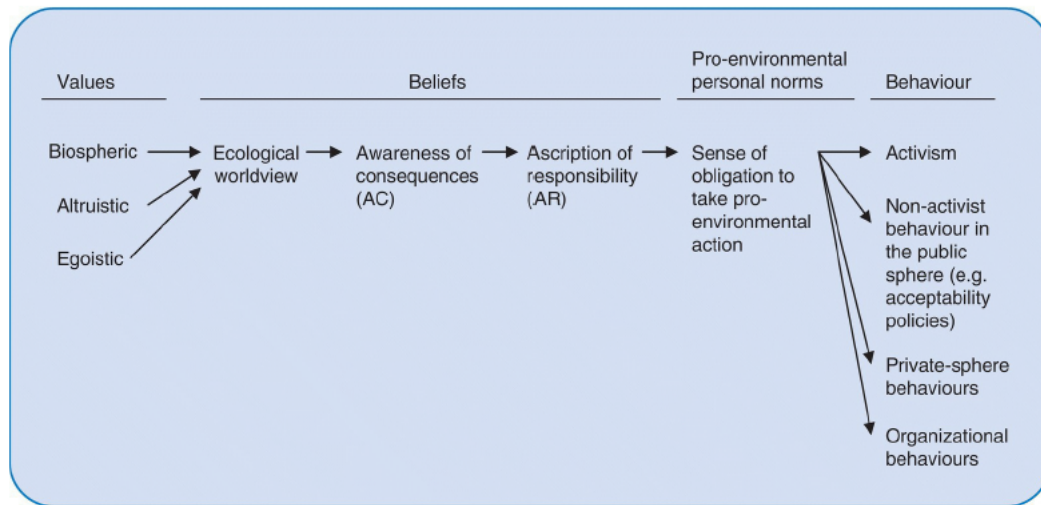 Values
Beliefs
Pro-environmental
personal norms
Behaviour
Biospheric
Altruistic
Egoistic
Ecological
worldview
Awareness of
consequences
(AC)
Ascription of
responsibility
(AR)
Sense of
obligation to
take pro-
environmental
action
Activism
Non-activist
behaviour in
the public
sphere (e.g.
acceptability
policies)
Private-sphere
behaviours
Organizational
behaviours